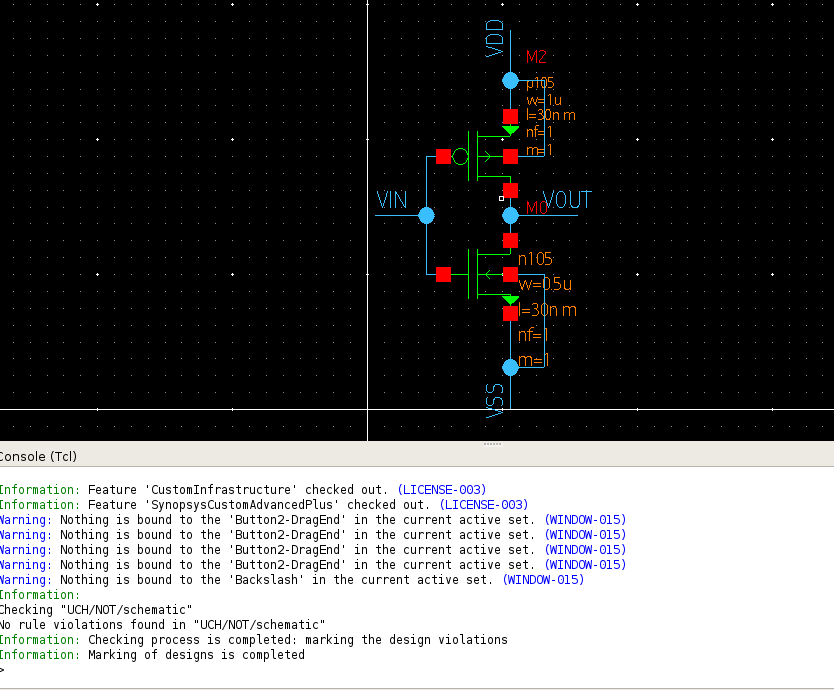 VDD
M2
p105
w=1u
l=30n m
nf=1
m=1
VIN
M0
VOUT
n105
w=0.5u
l=30n m
nf=1
m=1
VSS
Console (Tcl)
Information: Feature 'CustomInfrastructure' checked out. (LICENSE-003)
Information: Feature 'SynopsysCustomAdvancedPlus' checked out. (LICENSE-003)
Warning: Nothing is bound to the 'Button2-DragEnd' in the current active set. (WINDOW-015)
Warning: Nothing is bound to the 'Button2-DragEnd' in the current active set. (WINDOW-015)
Warning: Nothing is bound to the 'Button2-DragEnd' in the current active set. (WINDOW-015)
Warning: Nothing is bound to the 'Button2-DragEnd' in the current active set. (WINDOW-015)
Warning: Nothing is bound to the 'Backslash' in the current active set. (WINDOW-015)
Information:
Checking "UCH/NOT/schematic"
No rule violations found in "UCH/NOT/schematic"
Information: Checking process is completed: marking the design violations
Information: Marking of designs is completed
>